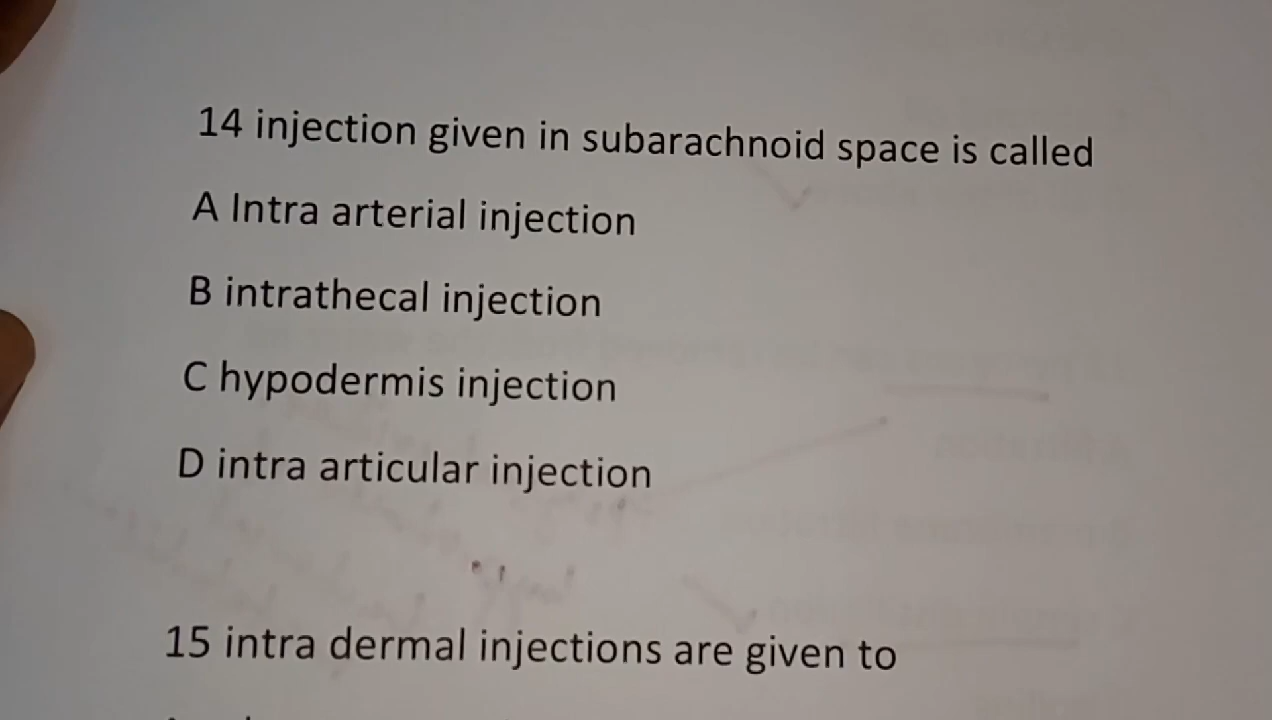 14 injection given in subarachnoid space is called
A Intra arterial injection
B intrathecal injection
C hypodermis injection
D intra articular injection
15 intra dermal injections are given to